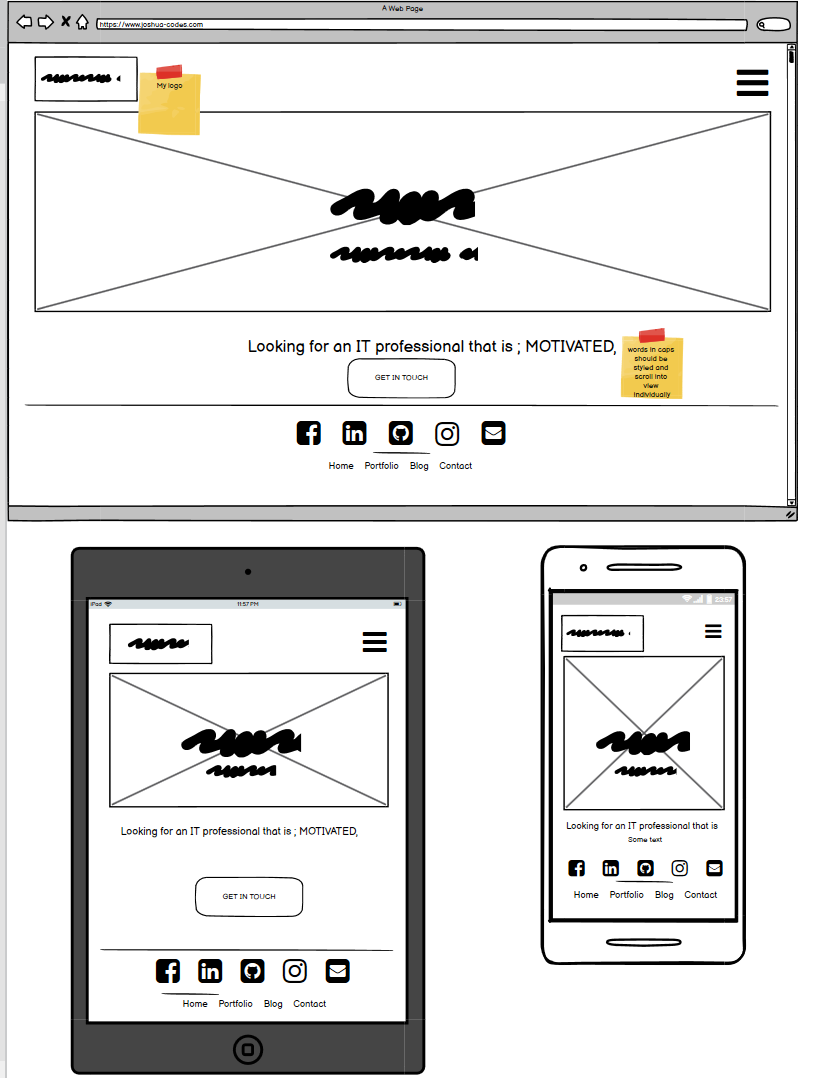 A Web Page
https://www.joshua-codes.com
My logo
Looking for an IT professional that is ; MOTIVATED,
words in caps
should be
styled and
scroll into
view
individually
GET IN TOUCH
Home Portfolio Blog Contact
iPad 11:57 PM
Looking for an IT professional that is ; MOTIVATED,
GET IN TOUCH
Home Portfolio Blog Contact
22:57
Looking for an IT professional that is
Some text
Home Portfolio Blog Contact